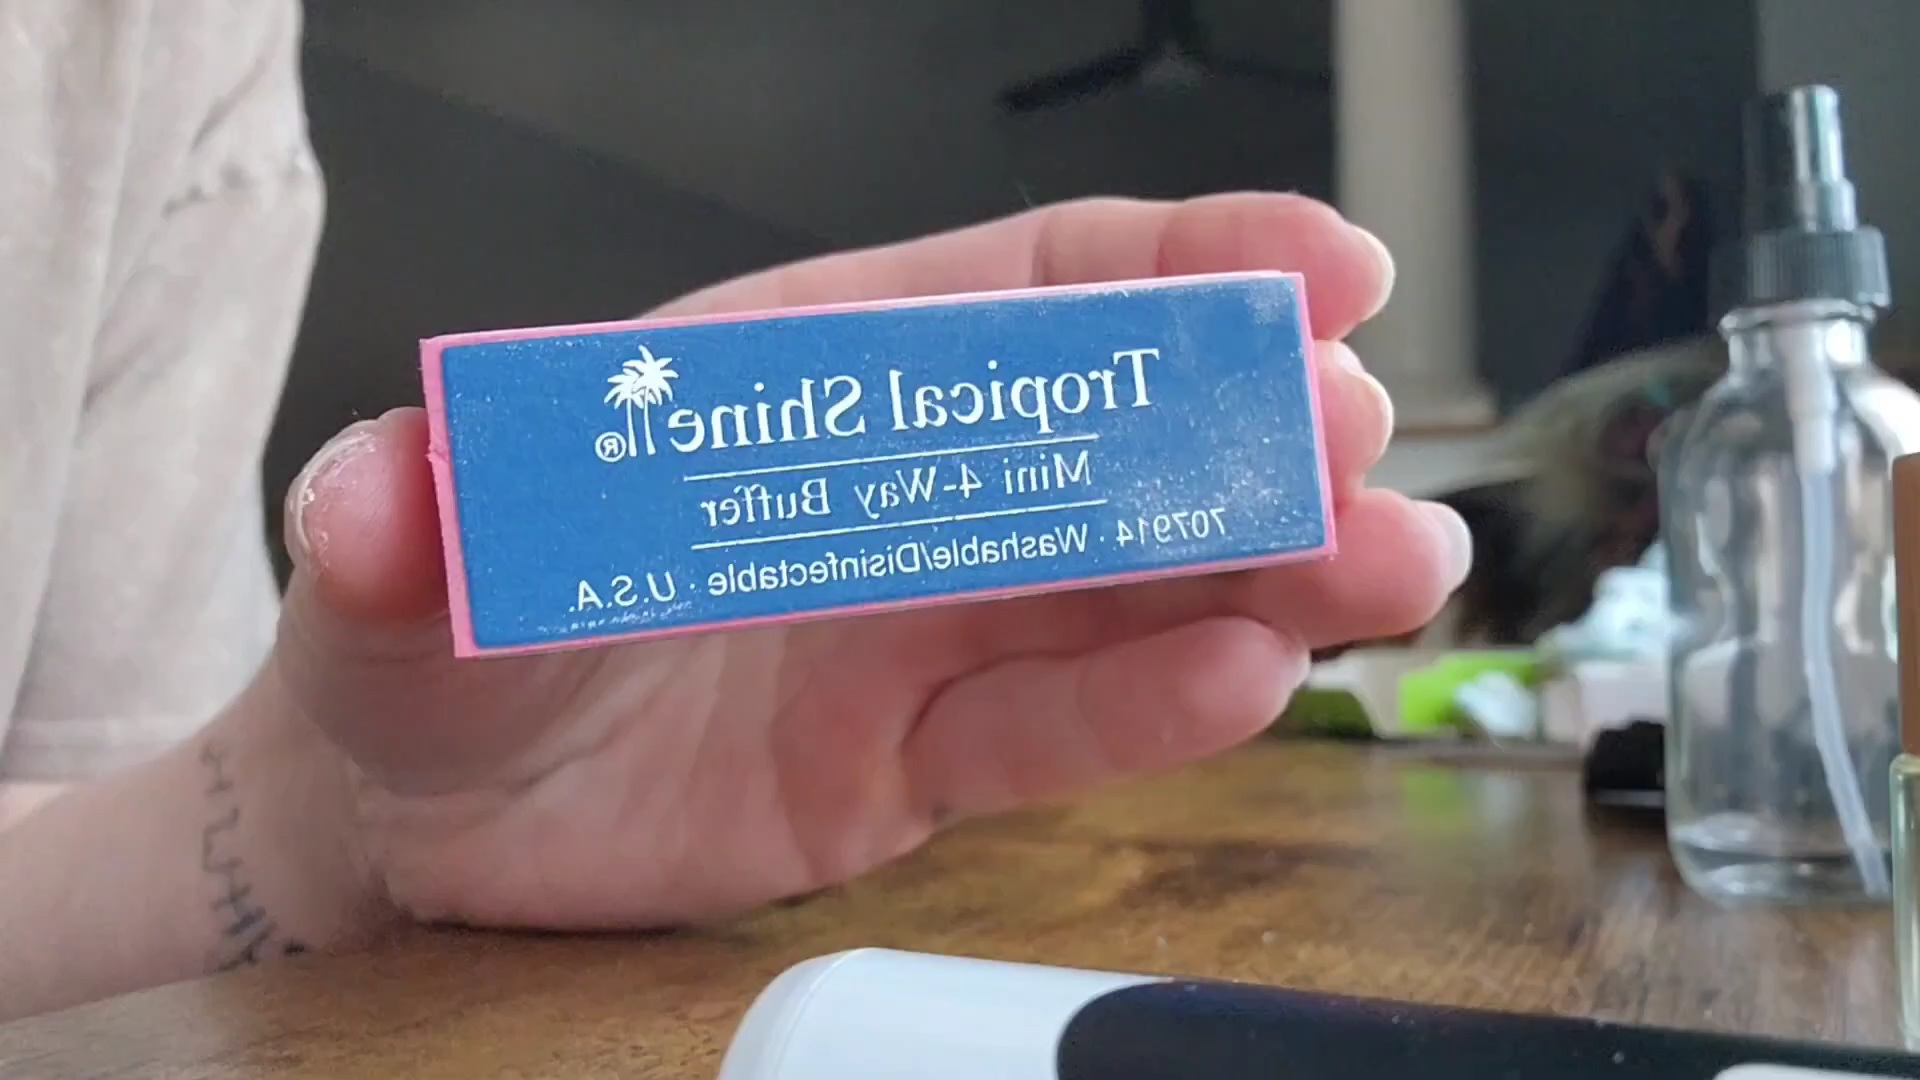 Tropical Shine®
Mini 4-Way Buffer
707914 · Washable/Disinfectable · U.S.A.